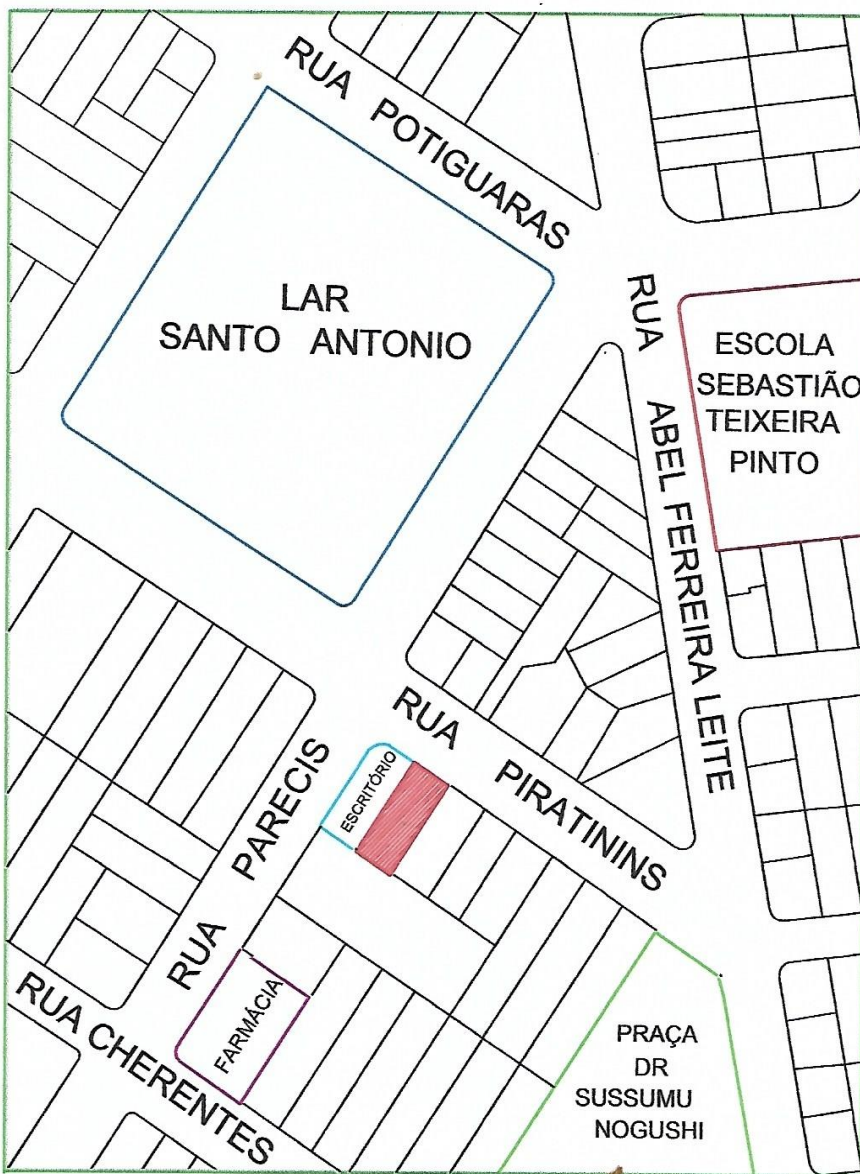 RUA POTIGUARAS
LAR
SANTO ANTONIO
RUA ABEL FERREIRA LEITE
ESCOLA
SEBASTIÃO
TEIXEIRA
PINTO
RUA PIRATININS
RUA PARECIS
ESCRITÓRIO
FARMÁCIA
RUA CHERENTES
PRAÇA
DR
SUSSUMU
NOGUSHI